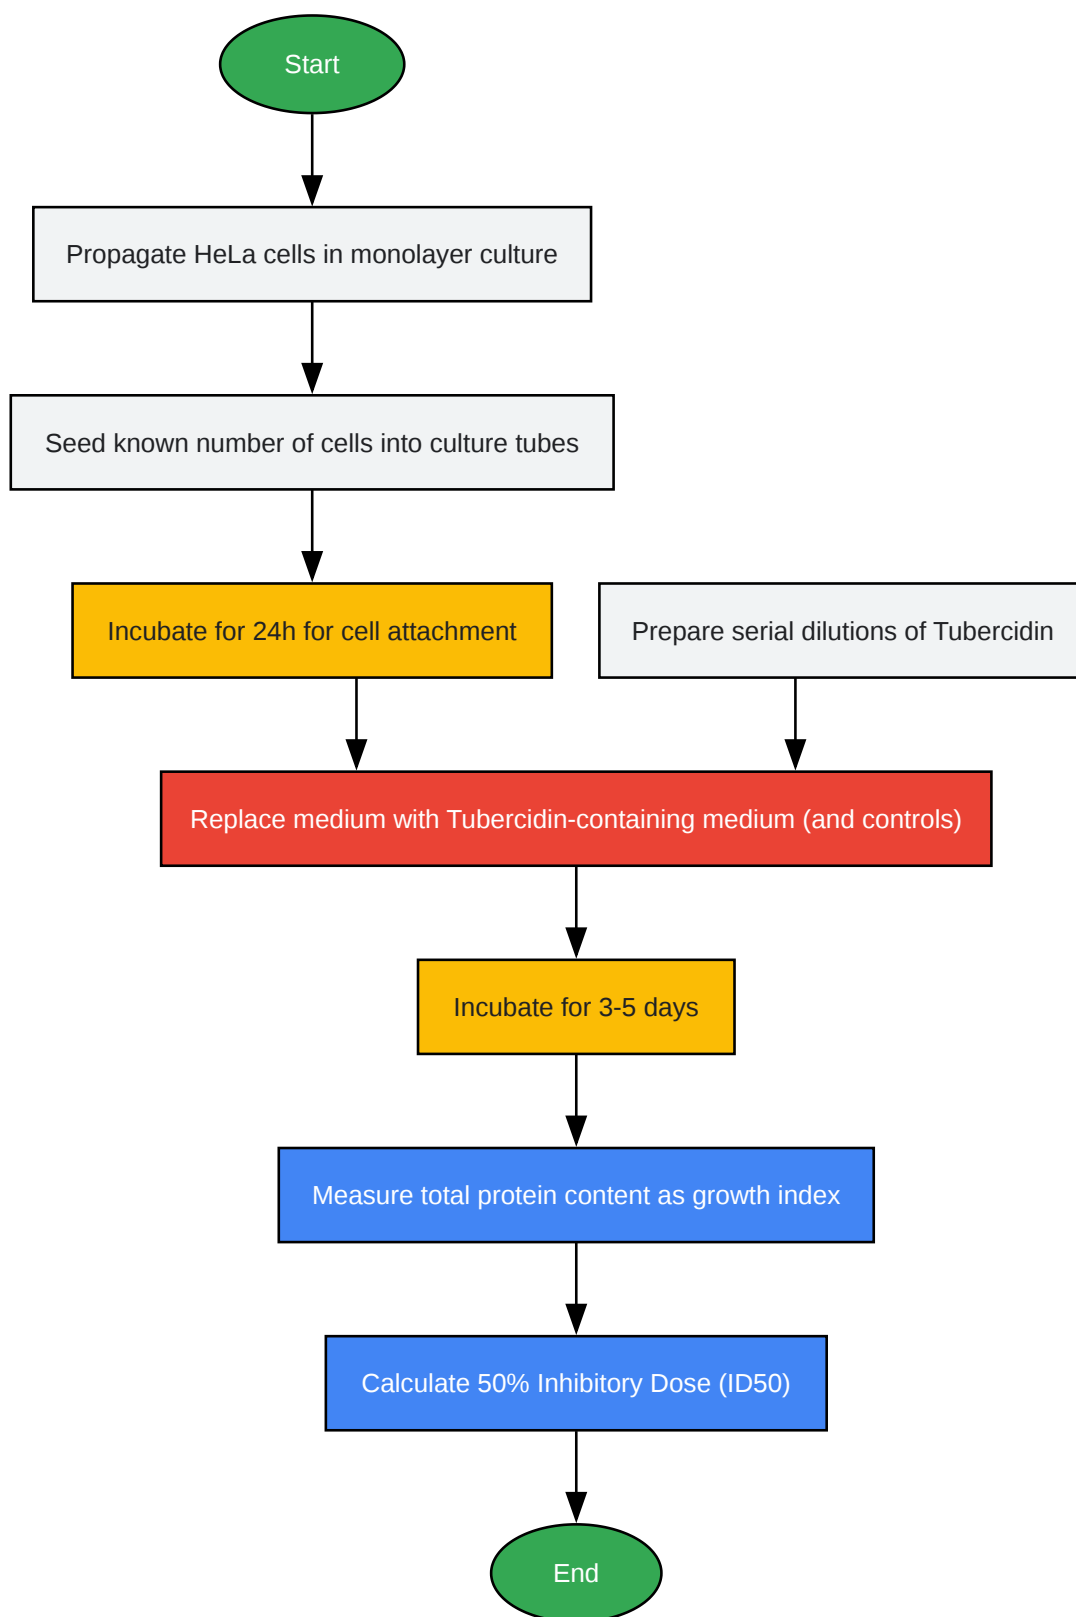 Start
Propagate HeLa cells in monolayer culture
Seed known number of cells into culture tubes
Incubate for 24h for cell attachment
Prepare serial dilutions of Tubercidin
Replace medium with Tubercidin-containing medium (and controls)
Incubate for 3-5 days
Measure total protein content as growth index
Calculate 50% Inhibitory Dose (ID50)
End